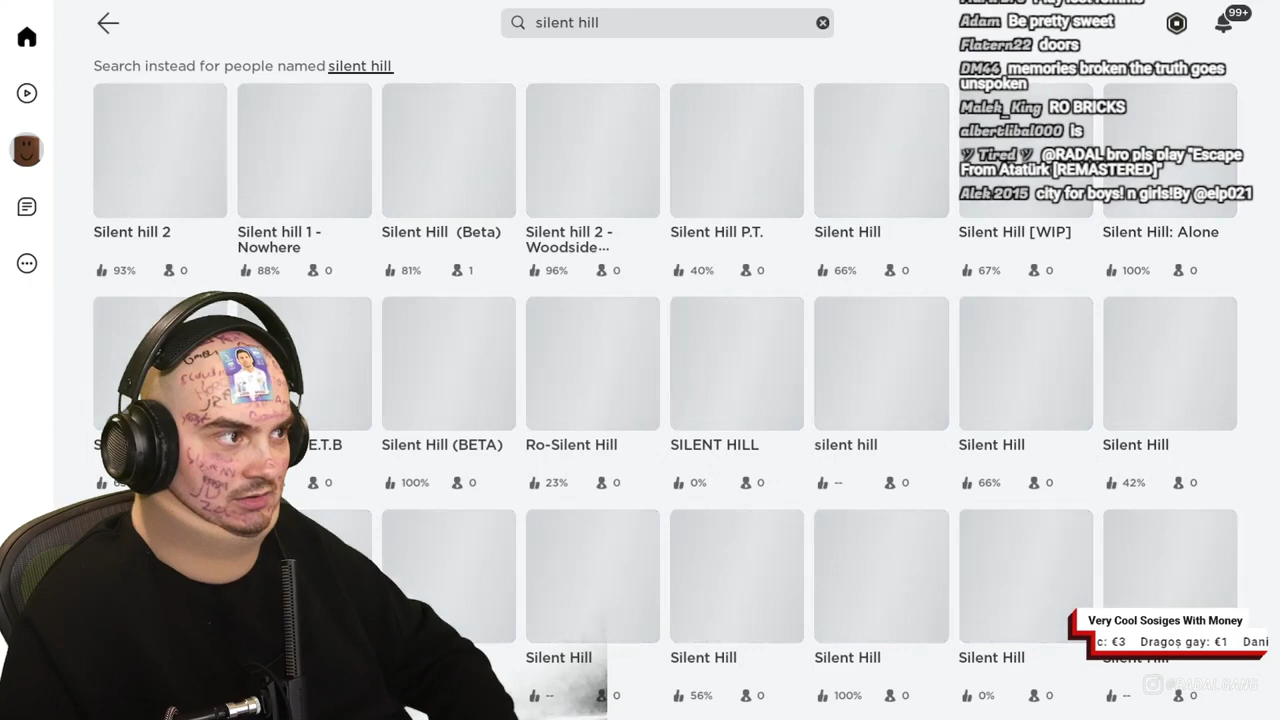 silent hill
99+
Search instead for people named silent hill
Adam Be pretty sweet
Flatern22 doors
DM44 memories broken the truth goes
unspoken
Malek_King RO BRICKS
albertlibal000 Is
ツ Tired ツ @RADAL bro pls play "Escape
From Atatürk [REMASTERED]"
Alek 2015 city for boys! n girls!By @elp021
Silent hill 2
Silent hill 1 -
Nowhere
Silent Hill (Beta)
Silent hill 2 -
Woodside...
Silent Hill P.T.
Silent Hill
Silent Hill [WIP]
Silent Hill: Alone
93% 0
88% 0
81% 1
96% 0
40% 0
66% 0
67% 0
100% 0
E.T.B
Silent Hill (BETA)
Ro-Silent Hill
SILENT HILL
silent hill
Silent Hill
Silent Hill
0
100% 0
23% 0
0% 0
-- 0
66% 0
42% 0
Silent Hill
Silent Hill
Silent Hill
Silent Hill
Silent Hill
-- 0
56% 0
100% 0
0% 0
-- 0
Very Cool Sosiges With Money
c: €3 Dragoș gay: €1 Dani
@RADALGANG